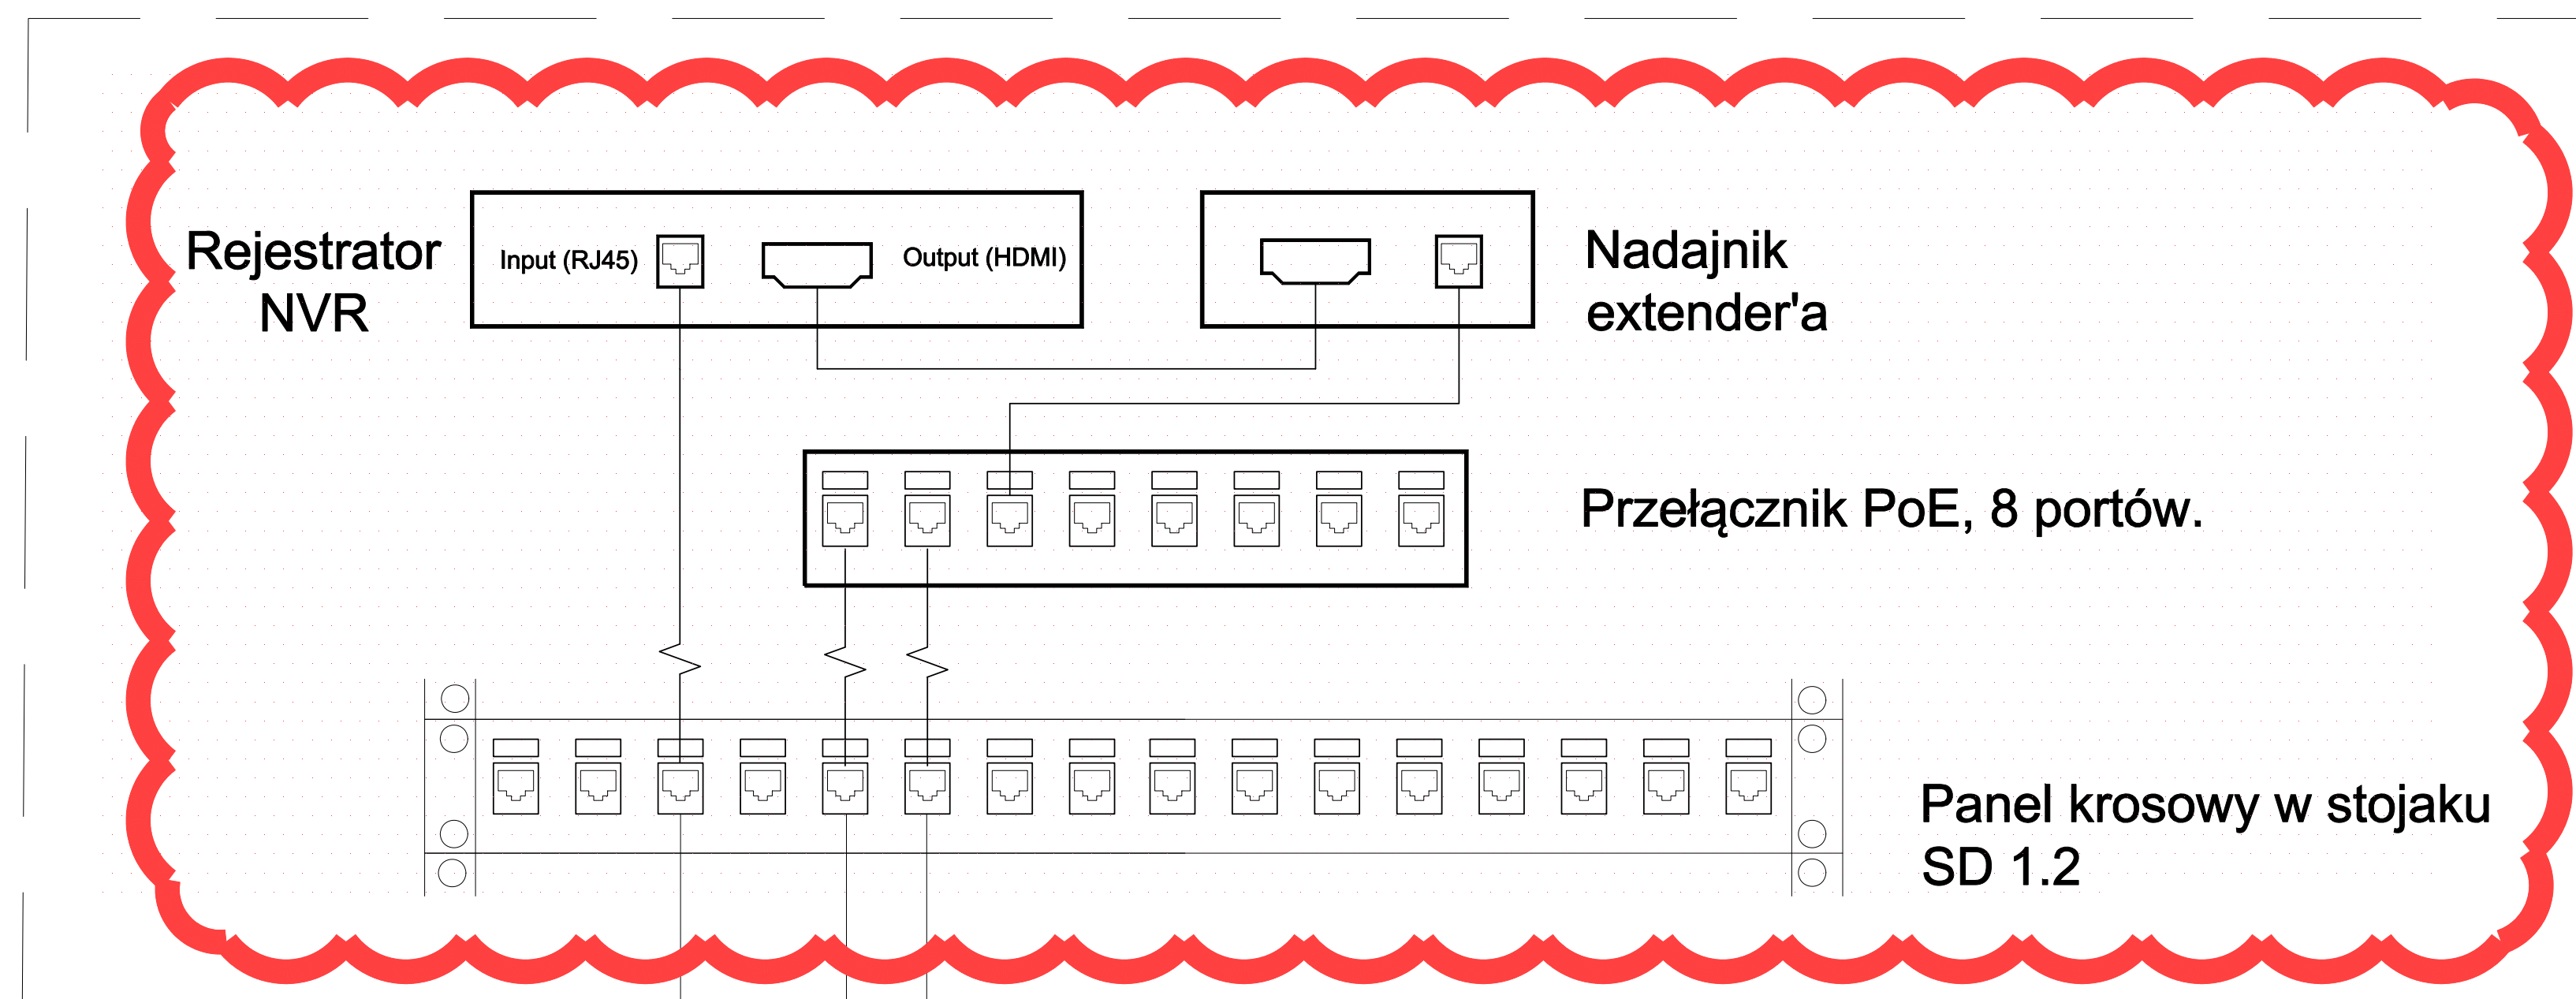 Rejestrator
NVR
Input (RJ45)
Output (HDMI)
Nadajnik
extender'a
Przełącznik PoE, 8 portów.
Panel krosowy w stojaku
SD 1.2